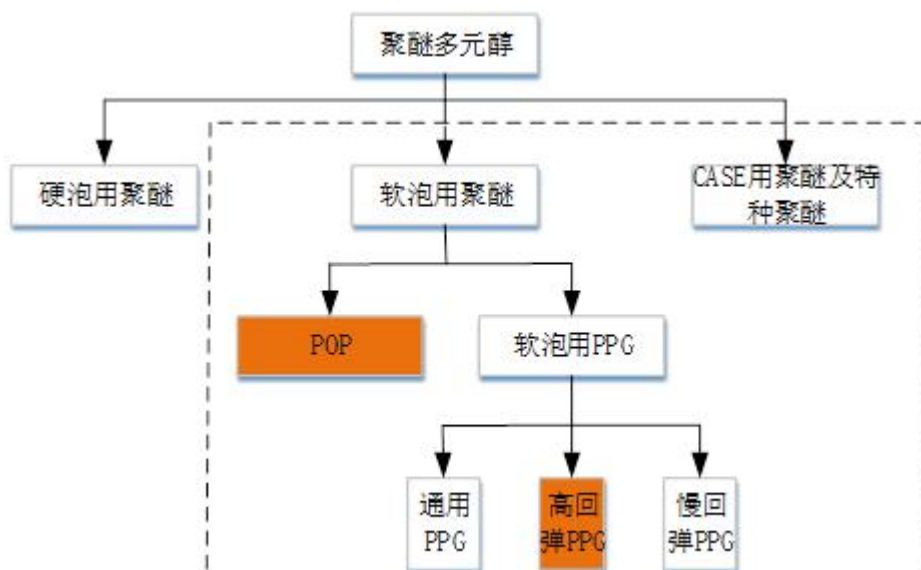 聚醚多元醇
硬泡用聚醚
软泡用聚醚
CASE用聚醚及特
种聚醚
POP
软泡用PPG
通用
PPG
高回
弹PPG
慢回
弹PPG